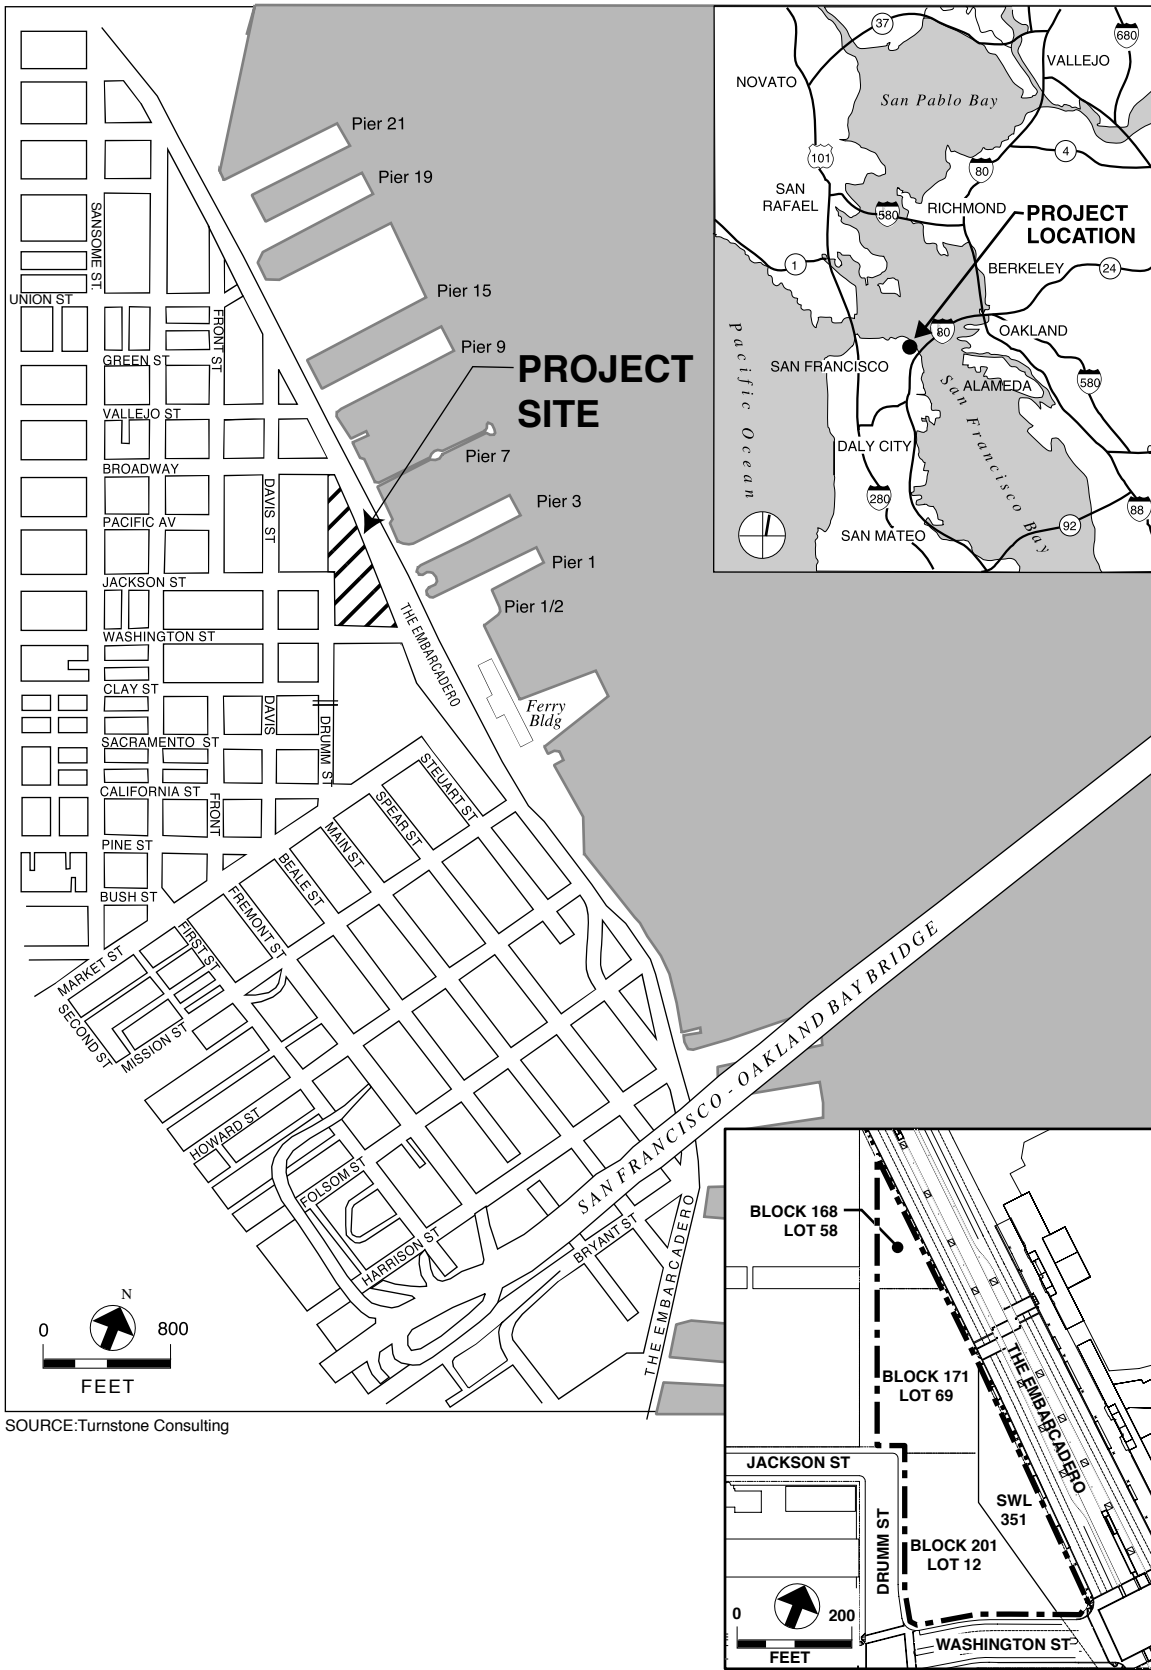 Pier 21
Pier 19
Pier 15
Pier 9
PROJECT
SITE
Pier 7
Pier 3
Pier 1
Pier 1/2
Ferry
Bldg
SANSOME ST.
UNION ST
FRONT ST
GREEN ST
VALLEJO ST
BROADWAY
DAVIS ST
PACIFIC AV
JACKSON ST
THE EMBARCADERO
WASHINGTON ST
CLAY ST
DAVIS
DRUMM ST
SACRAMENTO ST
CALIFORNIA ST
FRONT
PINE ST
BUSH ST
STEUART ST
SPEAR ST
MAIN ST
BEALE ST
FREMONT ST
FIRST ST
MARKET ST
SECOND ST
MISSION ST
HOWARD ST
FOLSOM ST
HARRISON ST
BRYANT ST
THE EMBARCADERO
SAN FRANCISCO - OAKLAND BAY BRIDGE
N
0 800
FEET
SOURCE:Turnstone Consulting
37
680
NOVATO
VALLEJO
San Pablo Bay
101
4
80
SAN
RAFAEL
580
RICHMOND
PROJECT
LOCATION
1
BERKELEY
24
80
OAKLAND
Pacific Ocean
SAN FRANCISCO
ALAMEDA
580
San Francisco Bay
DALY CITY
280
88
92
SAN MATEO
BLOCK 168
LOT 58
BLOCK 171
LOT 69
THE EMBARCADERO
JACKSON ST
SWL
351
DRUMM ST
BLOCK 201
LOT 12
0 200
FEET
WASHINGTON ST